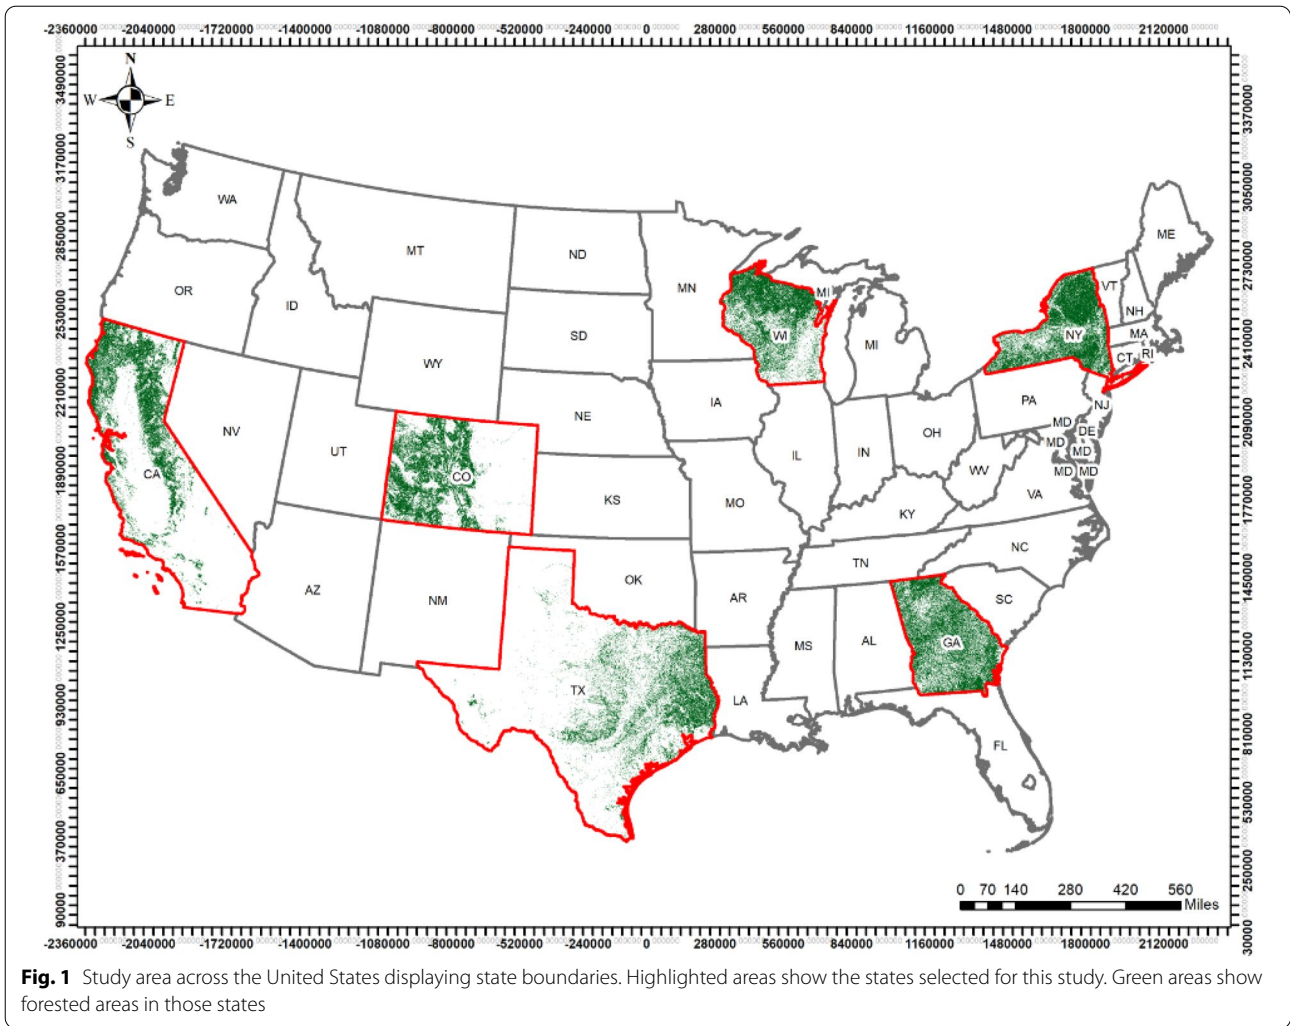 -2360000 -2040000 -1720000 -1400000 -1080000 -800000 -520000 -240000 0 280000 560000 840000 1160000 1480000 1800000 2120000
N
W E
S
3490000
3170000
2850000
2530000
2210000
1890000
1570000
1250000
930000
650000
370000
90000
3370000
3050000
2730000
2410000
2090000
1770000
1450000
1130000
810000
530000
250000
30000
WA
MT
ND
MN
ME
OR
ID
SD
WI
MI
MI
NY
VT
NH
MA
CT
RI
WY
NE
IA
PA
NJ
NV
UT
CO
CA
KS
MO
IL
IN
OH
WV
VA
MD
DE
MD
MD
MD
MD
KY
NC
TN
AZ
NM
OK
AR
SC
MS
AL
GA
TX
LA
FL
0 70 140 280 420 560
Miles
-2360000 -2040000 -1720000 -1400000 -1080000 -800000 -520000 -240000 0 280000 560000 840000 1160000 1480000 1800000 2120000
Fig. 1 Study area across the United States displaying state boundaries. Highlighted areas show the states selected for this study. Green areas show
forested areas in those states